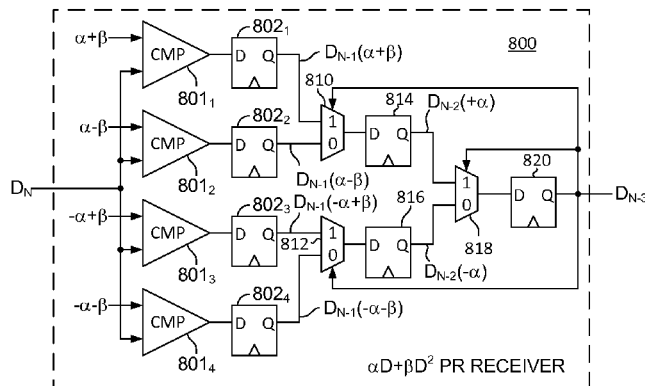 800
α+β
CMP
801₁
802₁
D Q
D_{N-1}(α+β)
810
1
0
814
D Q
D_{N-2}(+α)
α-β
CMP
801₂
802₂
D Q
D_{N-1}(α-β)
D_N
1
0
818
820
D Q
D_{N-3}
-α+β
CMP
801₃
802₃
D Q
D_{N-1}(-α+β)
812
1
0
816
D Q
D_{N-2}(-α)
-α-β
CMP
801₄
802₄
D Q
D_{N-1}(-α-β)
αD+βD² PR RECEIVER